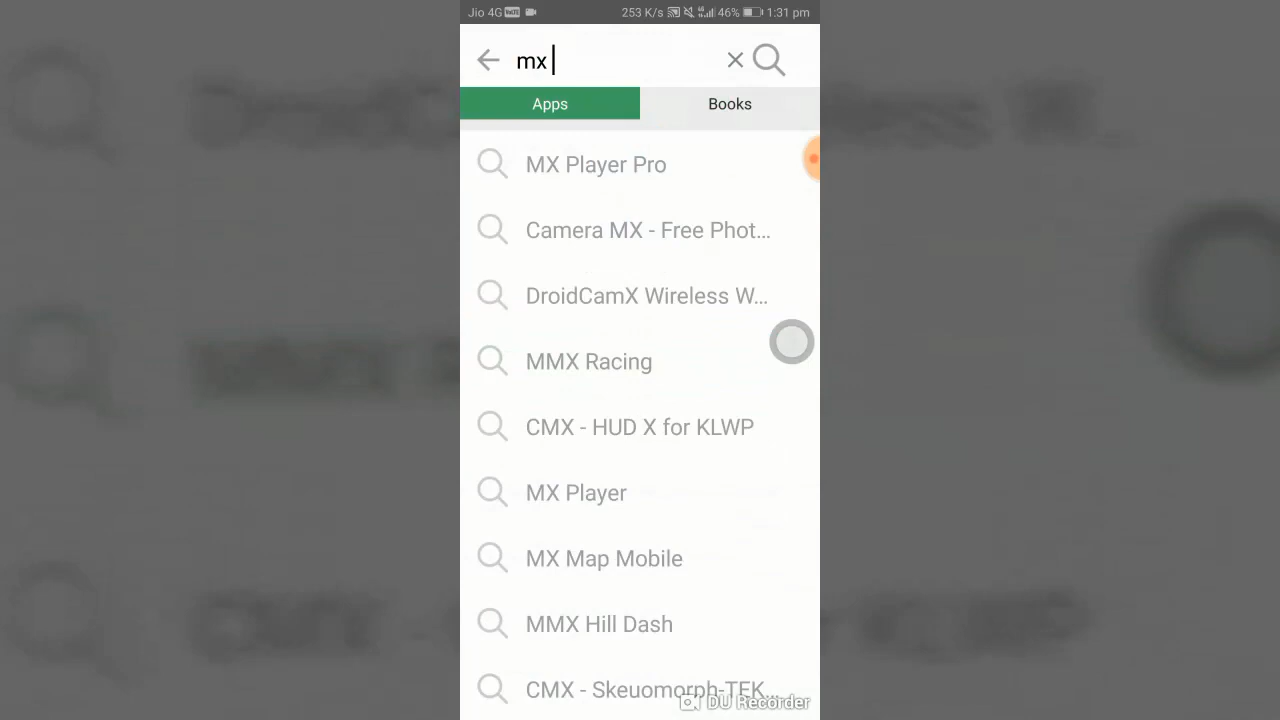 Jio 4G VoLTE 253 K/s 46% 1:31 pm
mx
Apps Books
MX Player Pro
Camera MX - Free Phot...
DroidCamX Wireless W...
MMX Racing
CMX - HUD X for KLWP
MX Player
MX Map Mobile
MMX Hill Dash
CMX - Skeuomorph-TEK...
DU Recorder